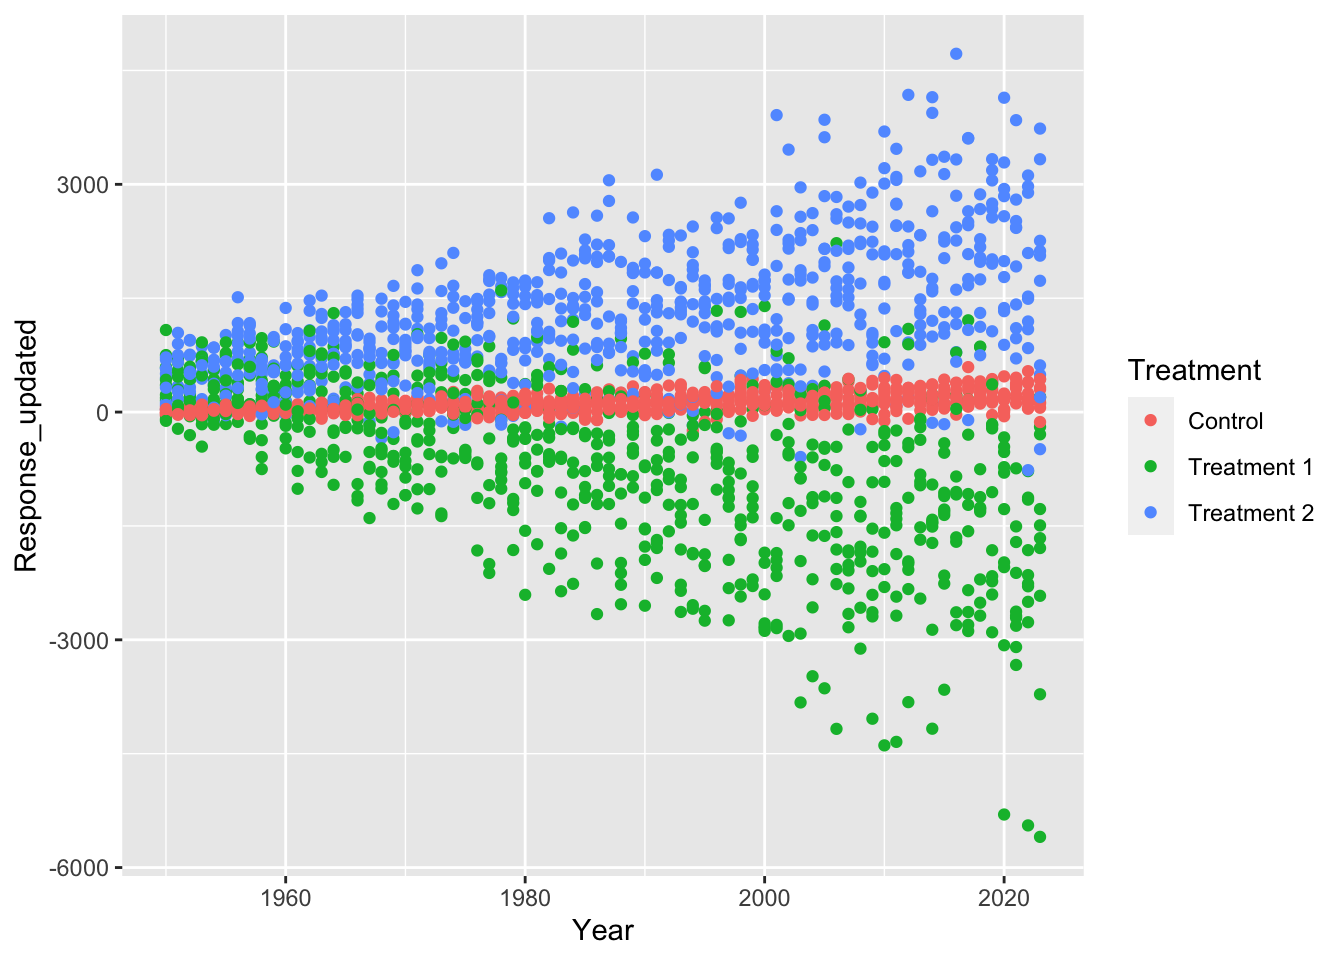 Response_updated
3000
0
-3000
-6000
1960
1980
2000
2020
Year
Treatment
Control
Treatment 1
Treatment 2